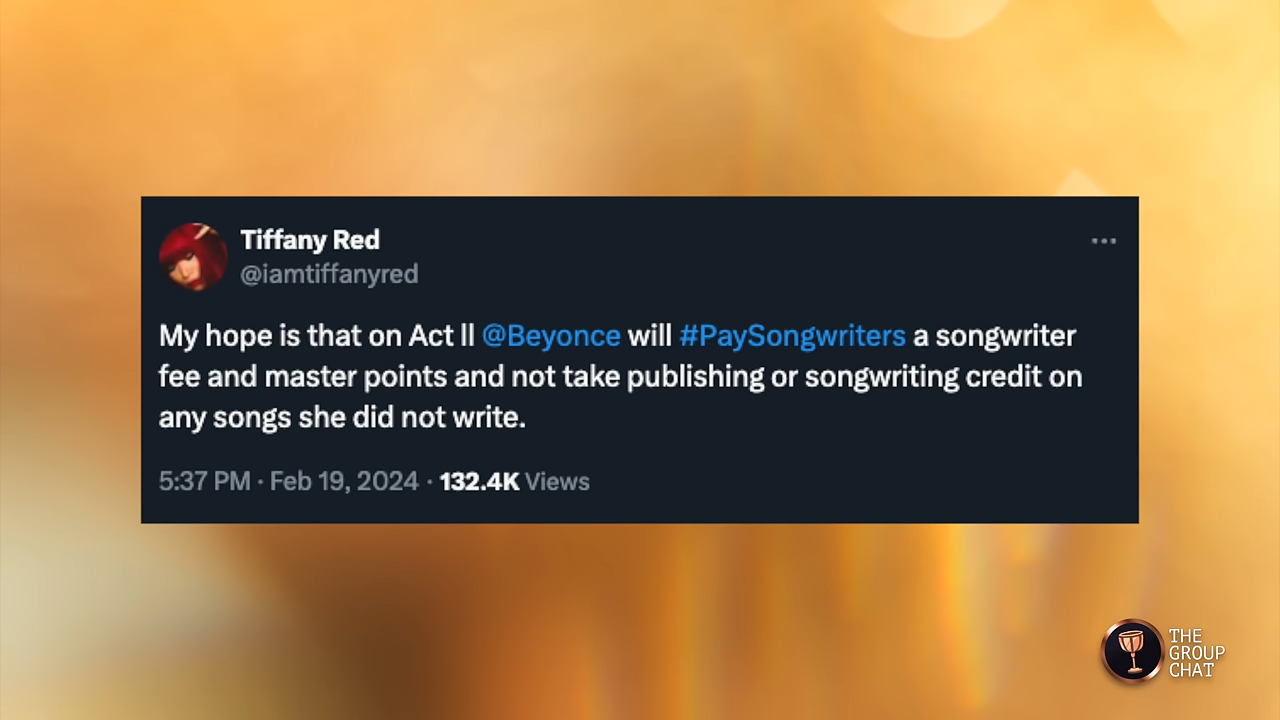 Tiffany Red
@iamtiffanyred
My hope is that on Act ll @Beyonce will #PaySongwriters a songwriter
fee and master points and not take publishing or songwriting credit on
any songs she did not write.
5:37 PM · Feb 19, 2024 · 132.4K Views
THE
GROUP
CHAT